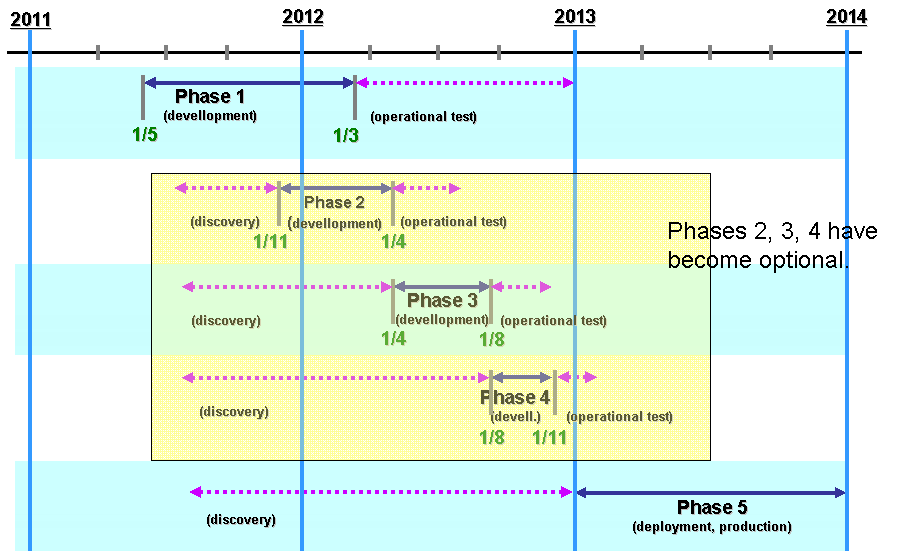 2011 2012 2013 2014
Phase 1
(devellopment) (operational test)
1/5 1/3
Phase 2
(discovery) (devellopment) (operational test)
1/11 1/4
Phases 2, 3, 4 have
become optional.
Phase 3
(discovery) (devellopment) (operational test)
1/4 1/8
Phase 4
(discovery) (devell.) (operational test)
1/8 1/11
Phase 5
(discovery) (deployment, production)